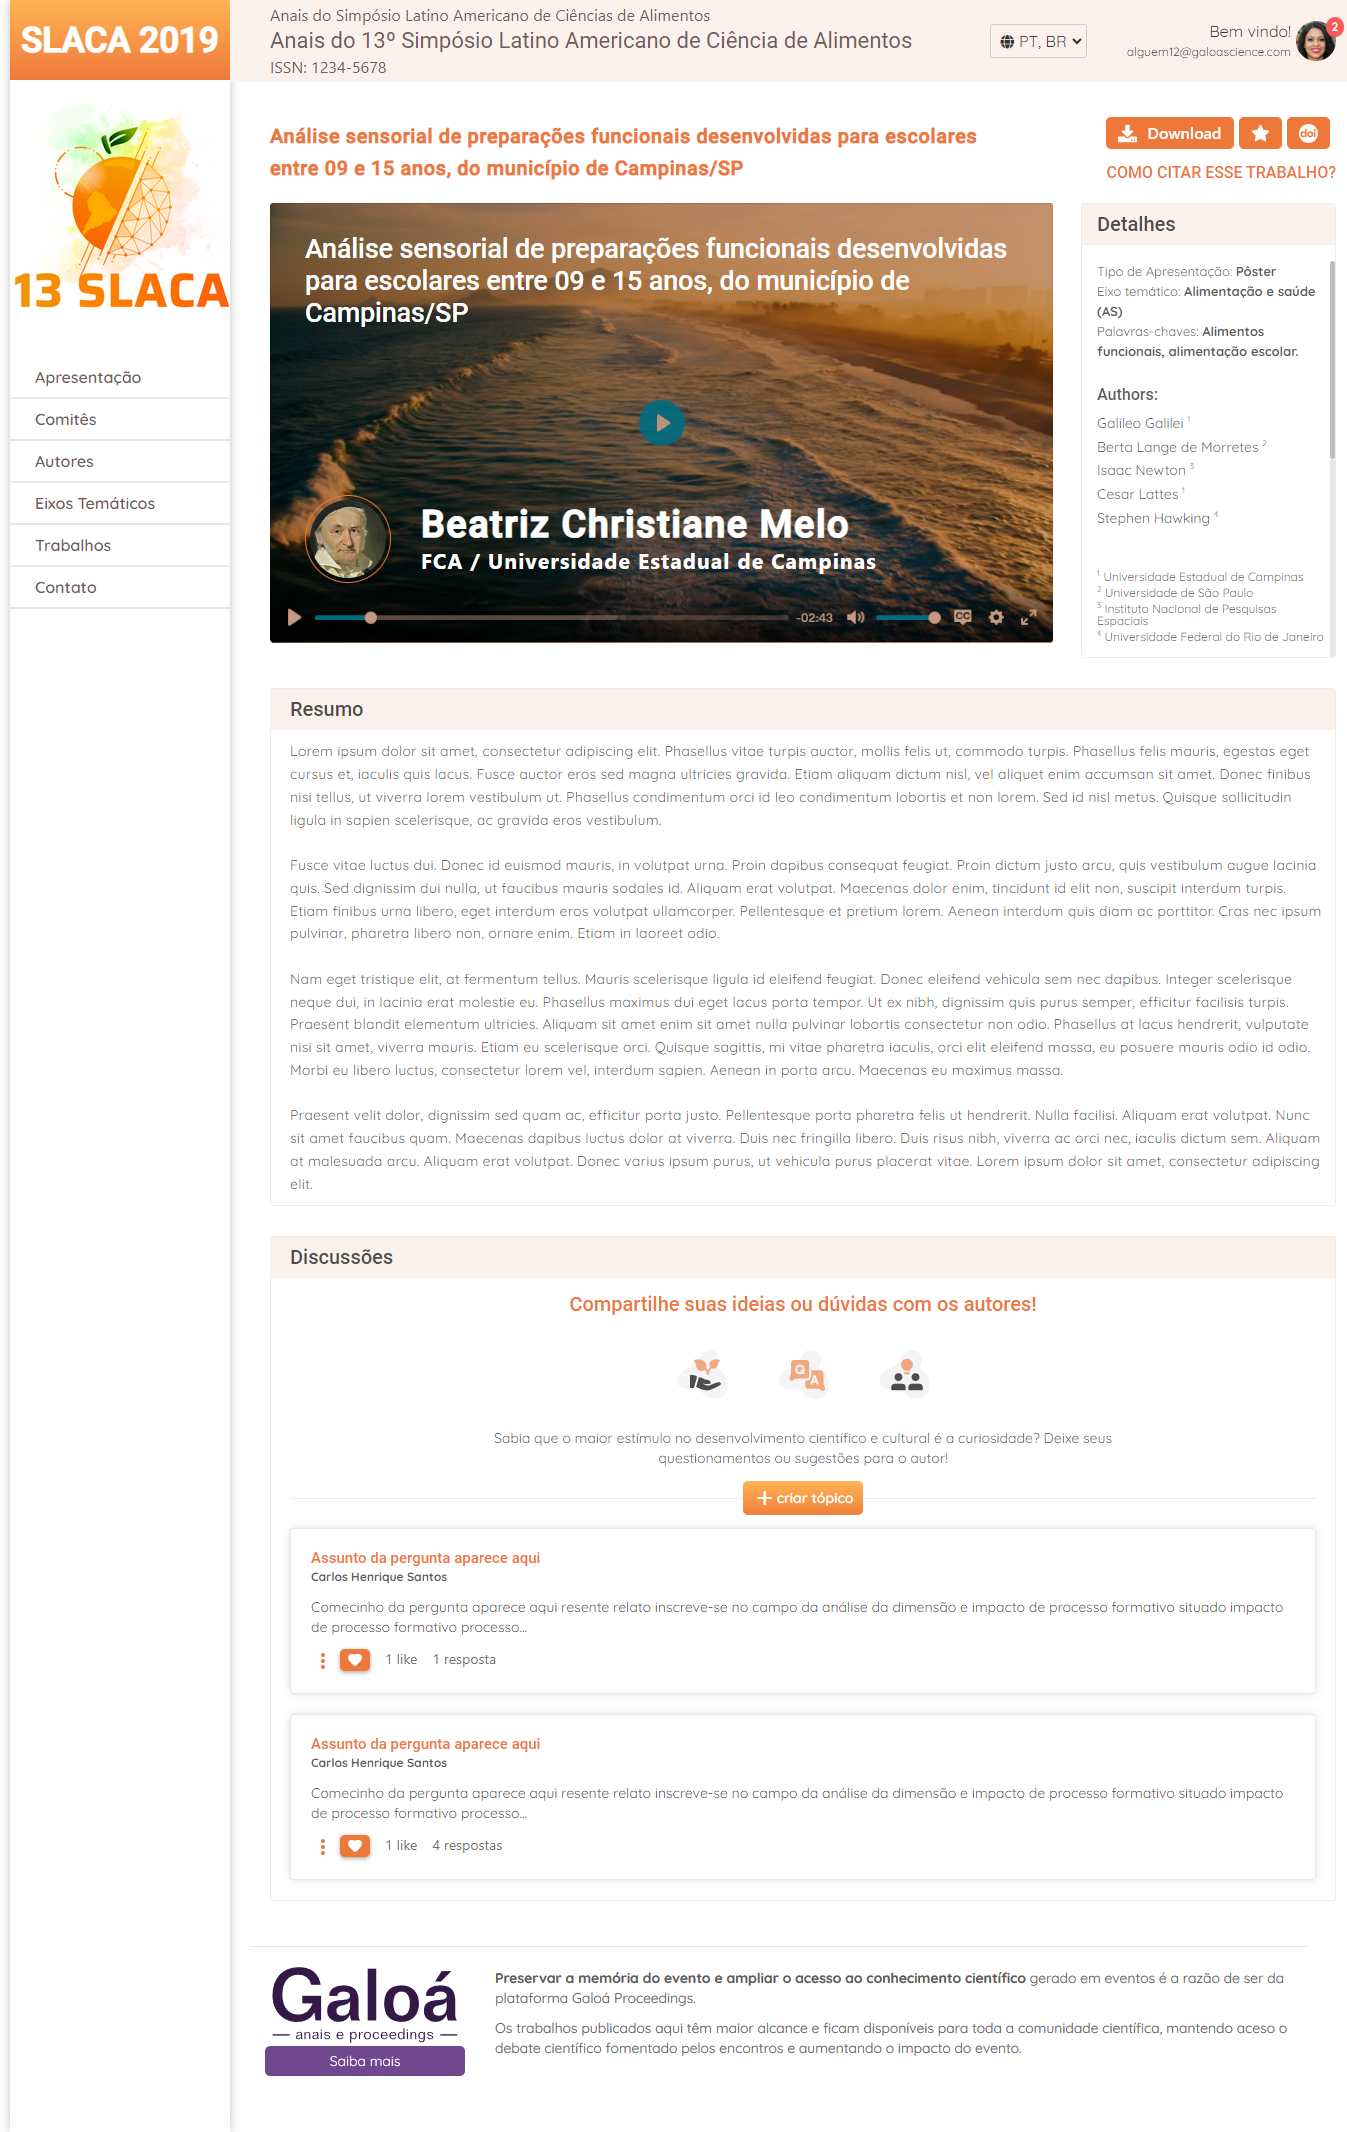 SLACA 2019
13 SLACA
Apresentação
Comitês
Autores
Eixos Temáticos
Trabalhos
Contato
Anais do Simpósio Latino Americano de Ciências de Alimentos
Anais do 13º Simpósio Latino Americano de Ciência de Alimentos
ISSN: 1234-5678
PT, BR
Bem vindo!
alguem12@galoascience.com
2
Análise sensorial de preparações funcionais desenvolvidas para escolares
entre 09 e 15 anos, do município de Campinas/SP
Download
doi
COMO CITAR ESSE TRABALHO?
Análise sensorial de preparações funcionais desenvolvidas
para escolares entre 09 e 15 anos, do município de
Campinas/SP
Beatriz Christiane Melo
FCA / Universidade Estadual de Campinas
-02:43
CC
Detalhes
Tipo de Apresentação: Pôster
Eixo temático: Alimentação e saúde
(AS)
Palavras-chaves: Alimentos
funcionais, alimentação escolar.
Authors:
Galileo Galilei 1
Berta Lange de Morretes 2
Isaac Newton 3
Cesar Lattes 1
Stephen Hawking 4
1 Universidade Estadual de Campinas
2 Universidade de São Paulo
3 Instituto Nacional de Pesquisas
Espaciais
4 Universidade Federal do Rio de Janeiro
Resumo
Lorem ipsum dolor sit amet, consectetur adipiscing elit. Phasellus vitae turpis auctor, mollis felis ut, commodo turpis. Phasellus felis mauris, egestas eget
cursus et, iaculis quis lacus. Fusce auctor eros sed magna ultricies gravida. Etiam aliquam dictum nisl, vel aliquet enim accumsan sit amet. Donec finibus
nisi tellus, ut viverra lorem vestibulum ut. Phasellus condimentum orci id leo condimentum lobortis et non lorem. Sed id nisl metus. Quisque sollicitudin
ligula in sapien scelerisque, ac gravida eros vestibulum.
Fusce vitae luctus dui. Donec id euismod mauris, in volutpat urna. Proin dapibus consequat feugiat. Proin dictum justo arcu, quis vestibulum augue lacinia
quis. Sed dignissim dui nulla, ut faucibus mauris sodales id. Aliquam erat volutpat. Maecenas dolor enim, tincidunt id elit non, suscipit interdum turpis.
Etiam finibus urna libero, eget interdum eros volutpat ullamcorper. Pellentesque et pretium lorem. Aenean interdum quis diam ac porttitor. Cras nec ipsum
pulvinar, pharetra libero non, ornare enim. Etiam in laoreet odio.
Nam eget tristique elit, at fermentum tellus. Mauris scelerisque ligula id eleifend feugiat. Donec eleifend vehicula sem nec dapibus. Integer scelerisque
neque dui, in lacinia erat molestie eu. Phasellus maximus dui eget lacus porta tempor. Ut ex nibh, dignissim quis purus semper, efficitur facilisis turpis.
Praesent blandit elementum ultricies. Aliquam sit amet enim sit amet nulla pulvinar lobortis consectetur non odio. Phasellus at lacus hendrerit, vulputate
nisi sit amet, viverra mauris. Etiam eu scelerisque orci. Quisque sagittis, mi vitae pharetra iaculis, orci elit eleifend massa, eu posuere mauris odio id odio.
Morbi eu libero luctus, consectetur lorem vel, interdum sapien. Aenean in porta arcu. Maecenas eu maximus massa.
Praesent velit dolor, dignissim sed quam ac, efficitur porta justo. Pellentesque porta pharetra felis ut hendrerit. Nulla facilisi. Aliquam erat volutpat. Nunc
sit amet faucibus quam. Maecenas dapibus luctus dolor at viverra. Duis nec fringilla libero. Duis risus nibh, viverra ac orci nec, iaculis dictum sem. Aliquam
at malesuada arcu. Aliquam erat volutpat. Donec varius ipsum purus, ut vehicula purus placerat vitae. Lorem ipsum dolor sit amet, consectetur adipiscing
elit.
Discussões
Compartilhe suas ideias ou dúvidas com os autores!
Q A
Sabia que o maior estímulo no desenvolvimento científico e cultural é a curiosidade? Deixe seus
questionamentos ou sugestões para o autor!
+ criar tópico
Assunto da pergunta aparece aqui
Carlos Henrique Santos
Comecinho da pergunta aparece aqui resente relato inscreve-se no campo da análise da dimensão e impacto de processo formativo situado impacto
de processo formativo processo...
1 like 1 resposta
Assunto da pergunta aparece aqui
Carlos Henrique Santos
Comecinho da pergunta aparece aqui resente relato inscreve-se no campo da análise da dimensão e impacto de processo formativo situado impacto
de processo formativo processo...
1 like 4 respostas
Galoá
— anais e proceedings —
Saiba mais
Preservar a memória do evento e ampliar o acesso ao conhecimento científico gerado em eventos é a razão de ser da
plataforma Galoá Proceedings.
Os trabalhos publicados aqui têm maior alcance e ficam disponíveis para toda a comunidade científica, mantendo aceso o
debate científico fomentado pelos encontros e aumentando o impacto do evento.